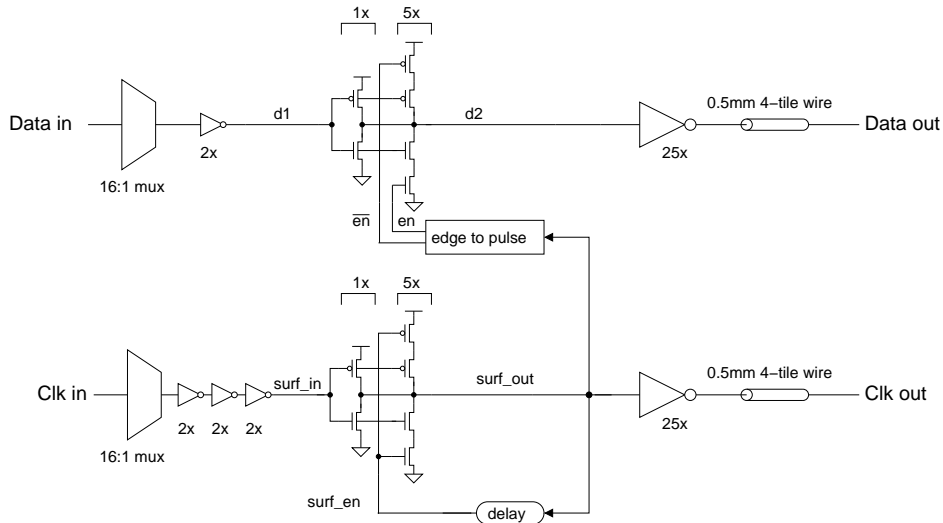 1x 5x
0.5mm 4−tile wire
Data in
d1
d2
Data out
2x
25x
16:1 mux
en en
edge to pulse
1x 5x
0.5mm 4−tile wire
Clk in
surf_in
surf_out
Clk out
2x 2x 2x
25x
16:1 mux
surf_en
delay